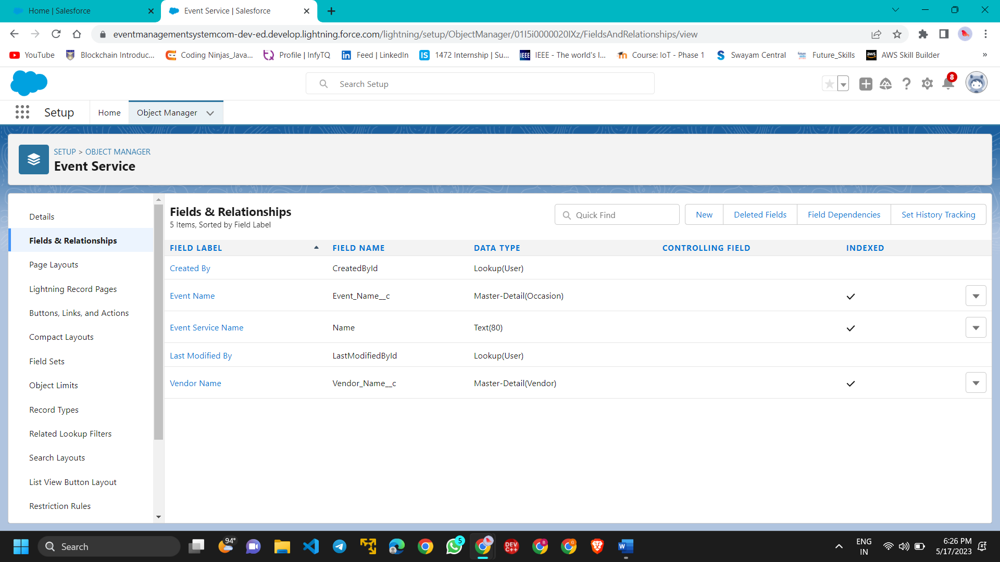 Home | Salesforce
Event Service | Salesforce
eventmanagementsystemcom-dev-ed.develop.lightning.force.com/lightning/setup/ObjectManager/01I5i0000020IXz/FieldsAndRelationships/view
YouTube
Blockchain Introduc...
Coding Ninjas_Java...
Profile | InfyTQ
Feed | LinkedIn
1472 Internship | Su...
IEEE - The world's I...
Course: IoT - Phase 1
Swayam Central
Future_Skills
AWS Skill Builder
»
Search Setup
8
Setup
Home
Object Manager
SETUP > OBJECT MANAGER
Event Service
Details
Fields & Relationships
Page Layouts
Lightning Record Pages
Buttons, Links, and Actions
Compact Layouts
Field Sets
Object Limits
Record Types
Related Lookup Filters
Search Layouts
List View Button Layout
Restriction Rules
Fields & Relationships
5 Items, Sorted by Field Label
Quick Find
New
Deleted Fields
Field Dependencies
Set History Tracking
FIELD LABEL FIELD NAME DATA TYPE CONTROLLING FIELD INDEXED
Created By CreatedById Lookup(User)
Event Name Event_Name__c Master-Detail(Occasion)
Event Service Name Name Text(80)
Last Modified By LastModifiedById Lookup(User)
Vendor Name Vendor_Name__c Master-Detail(Vendor)
Search
94°
5
DEV
C++
B
G
W
ENG
IN
6:26 PM
5/17/2023